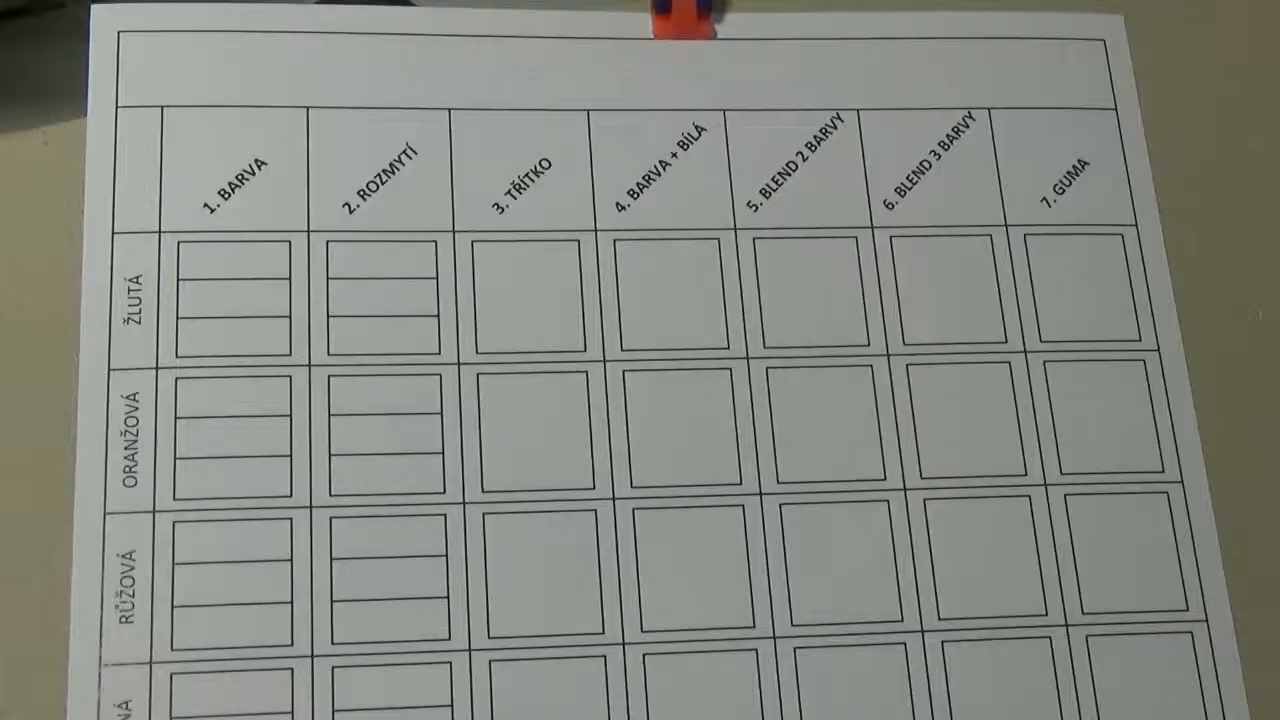 1. BARVA
2. ROZMYTÍ
3. TŘÍTKO
4. BARVA + BÍLÁ
5. BLEND 2 BARVY
6. BLEND 3 BARVY
7. GUMA
ŽLUTÁ
ORANŽOVÁ
RŮŽOVÁ